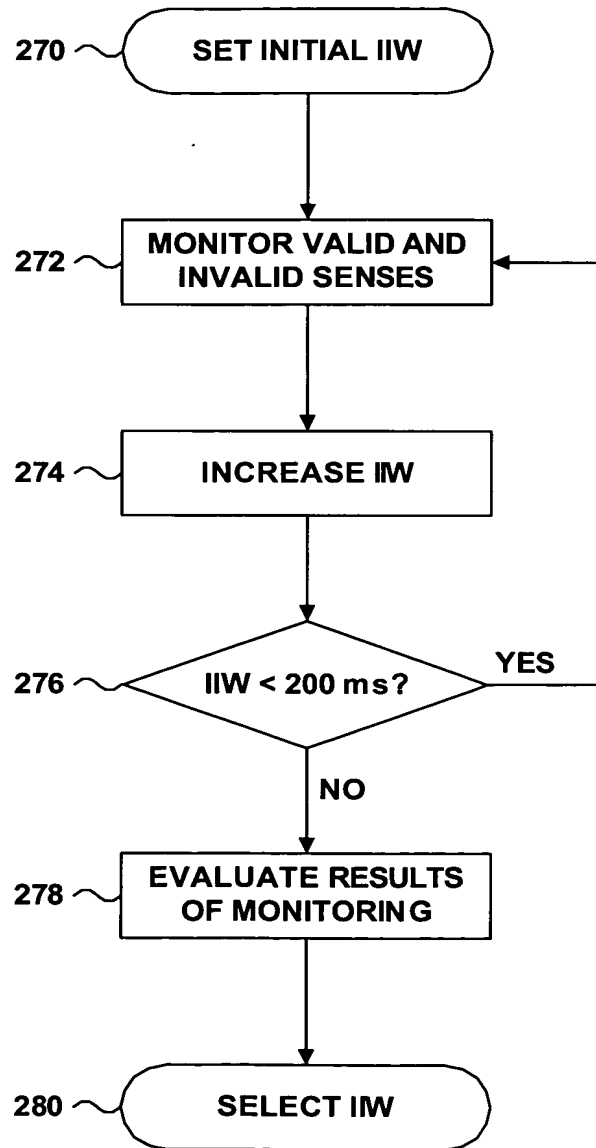 270 SET INITIAL IIW
272 MONITOR VALID AND
INVALID SENSES
274 INCREASE IIW
276 IIW < 200 ms? YES
NO
278 EVALUATE RESULTS
OF MONITORING
280 SELECT IIW